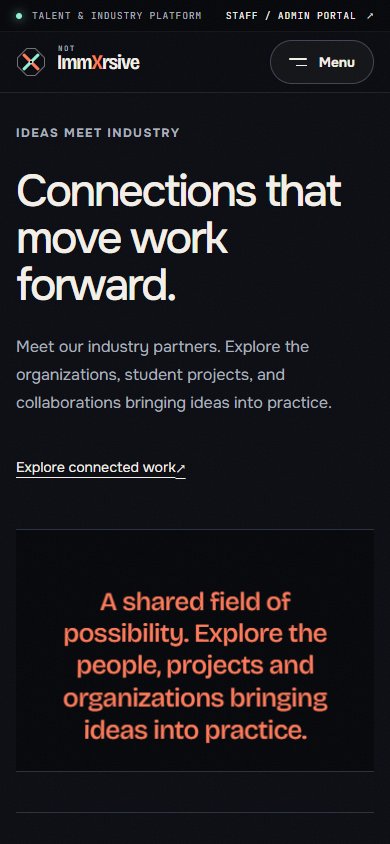 TALENT & INDUSTRY PLATFORM
STAFF / ADMIN PORTAL ↗
NOT
ImmXrsive
Menu
IDEAS MEET INDUSTRY
Connections that
move work
forward.
Meet our industry partners. Explore the
organizations, student projects, and
collaborations bringing ideas into practice.
Explore connected work↗
A shared field of
possibility. Explore the
people, projects and
organizations bringing
ideas into practice.